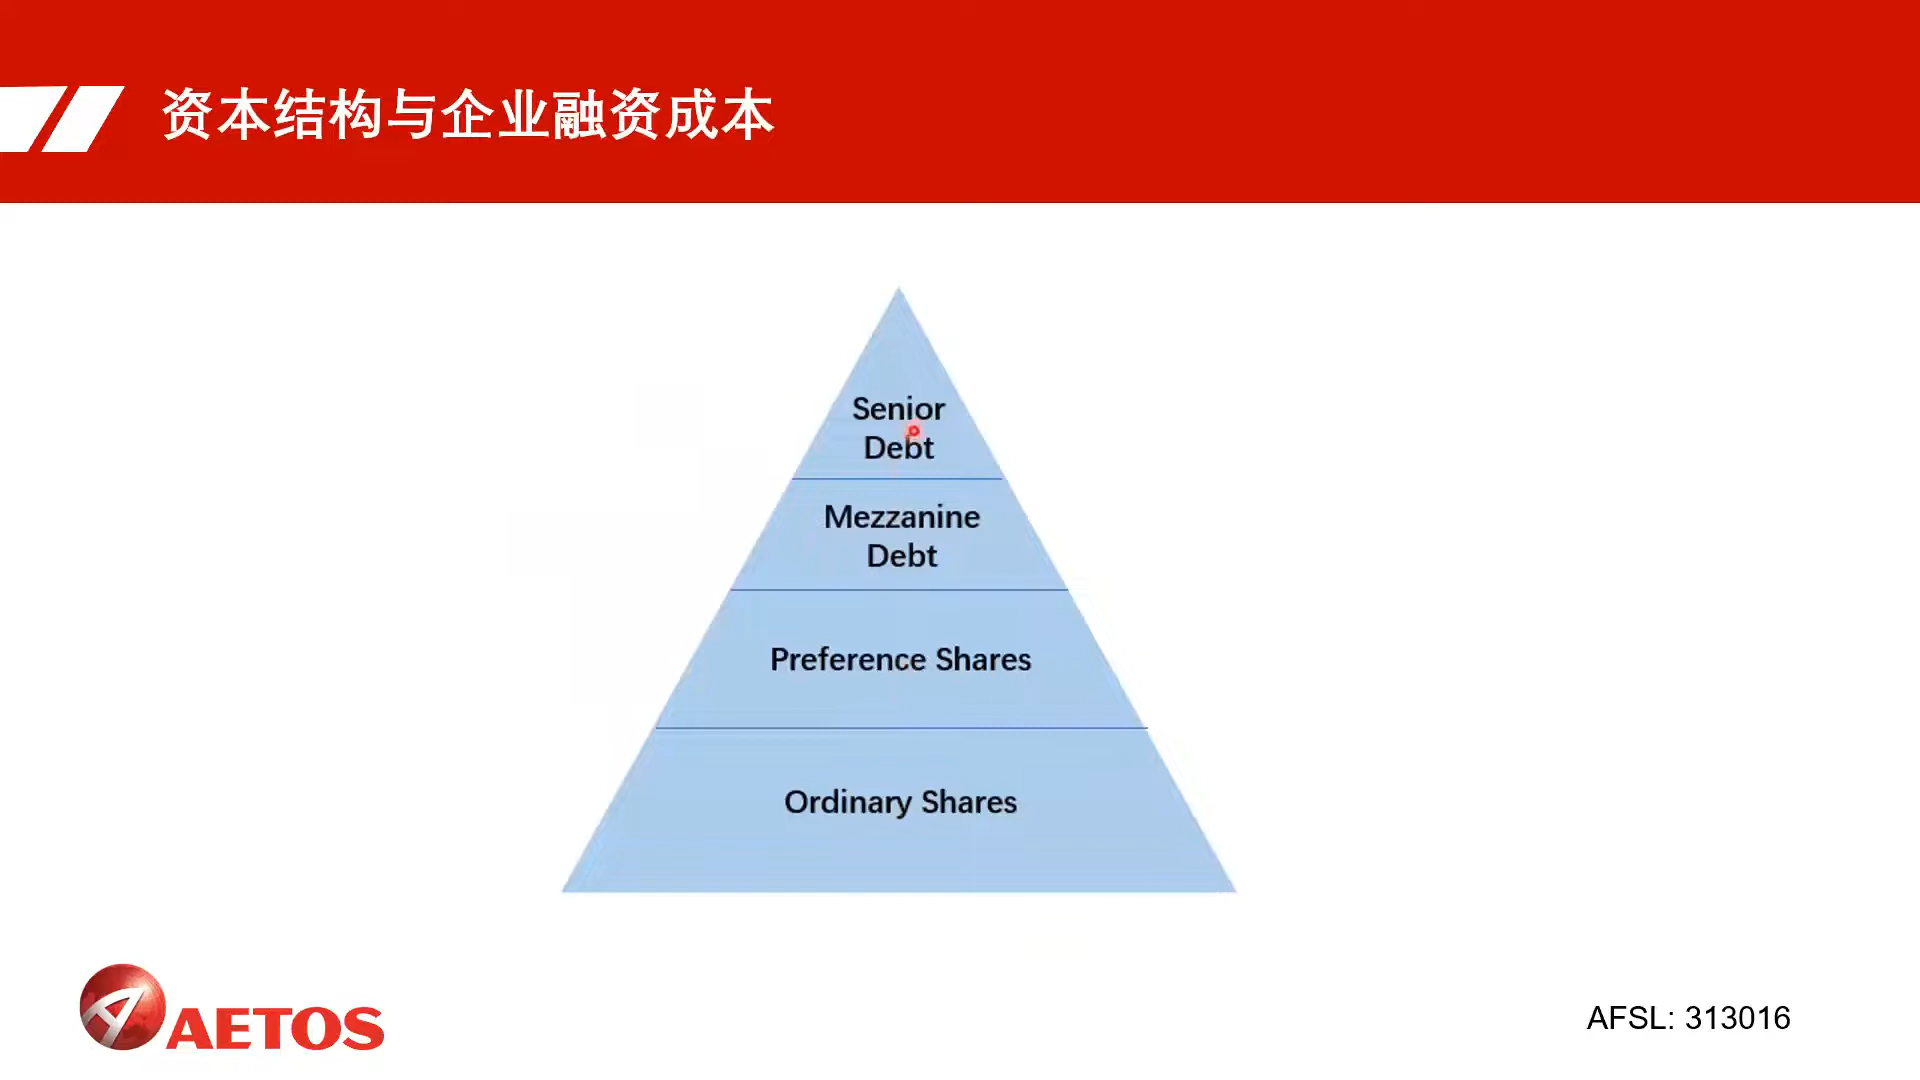 资本结构与企业融资成本
Senior
Debt
Mezzanine
Debt
Preference Shares
Ordinary Shares
AETOS
AFSL: 313016